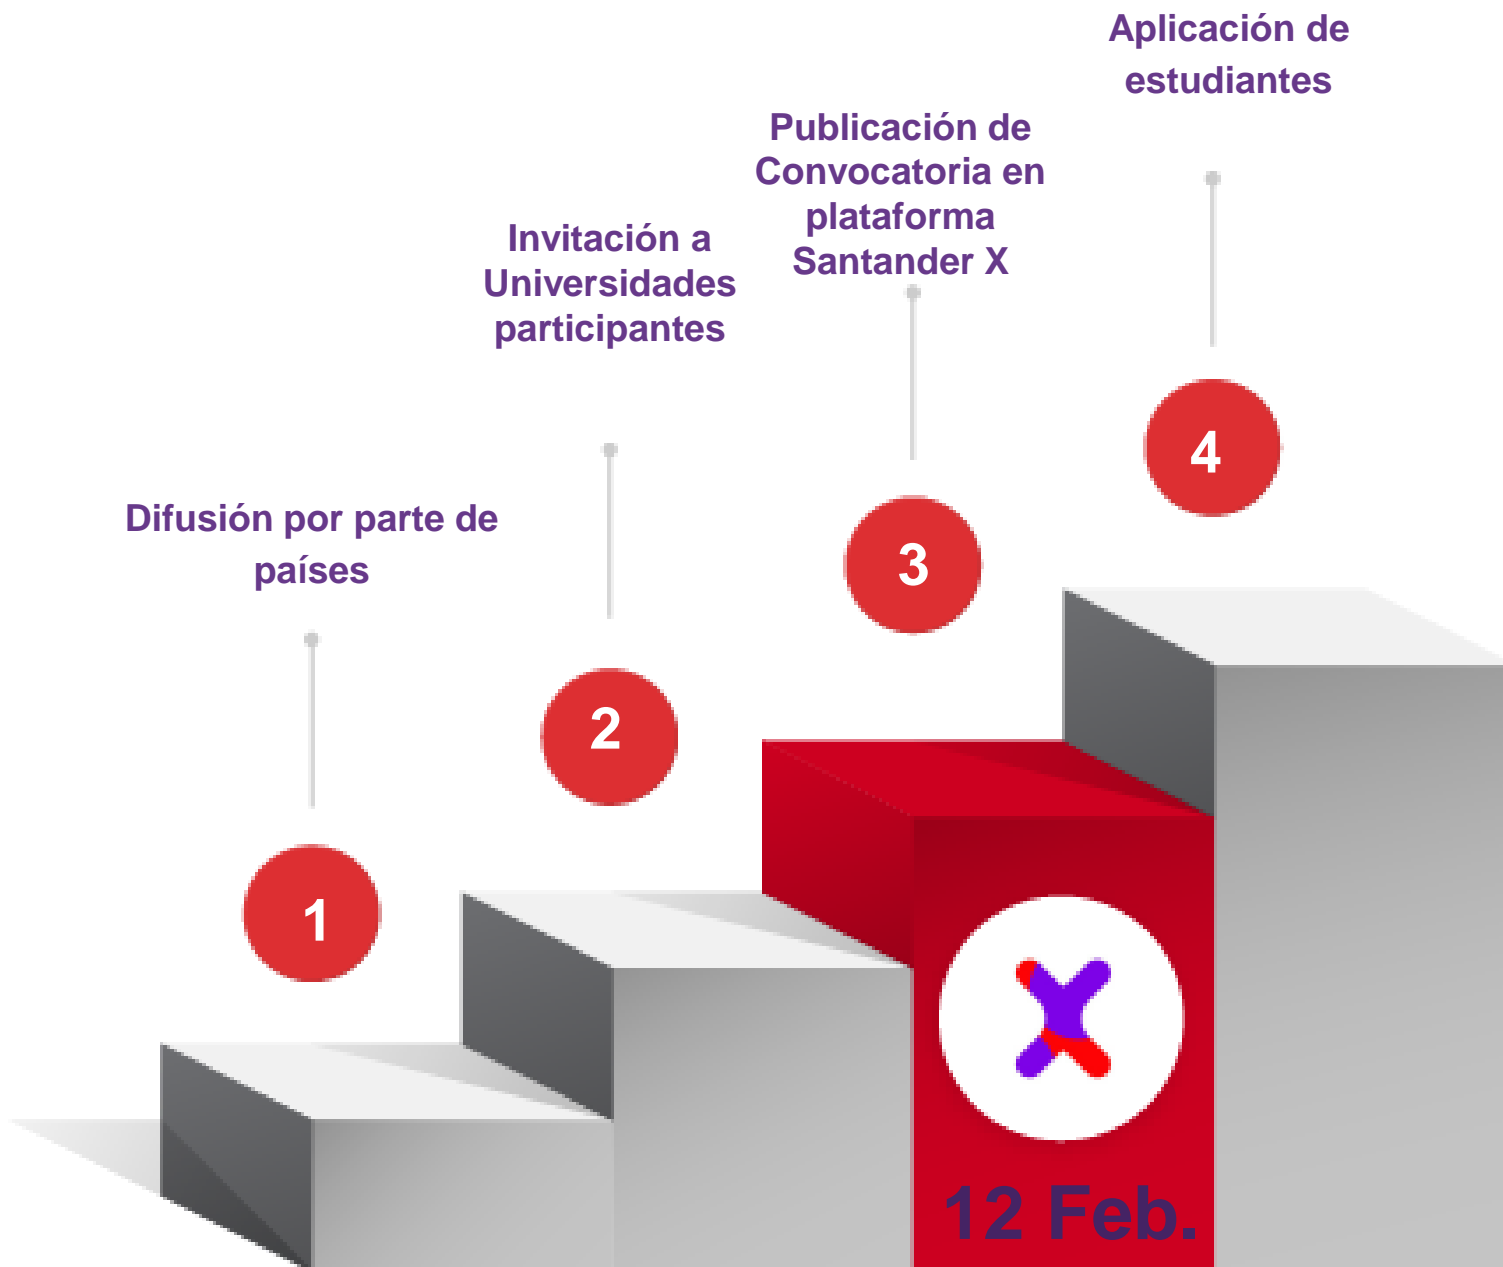 Difusión por parte de
países
1
Invitación a
Universidades
participantes
2
Publicación de
Convocatoria en
plataforma
Santander X
3
Aplicación de
estudiantes
4
12 Feb.